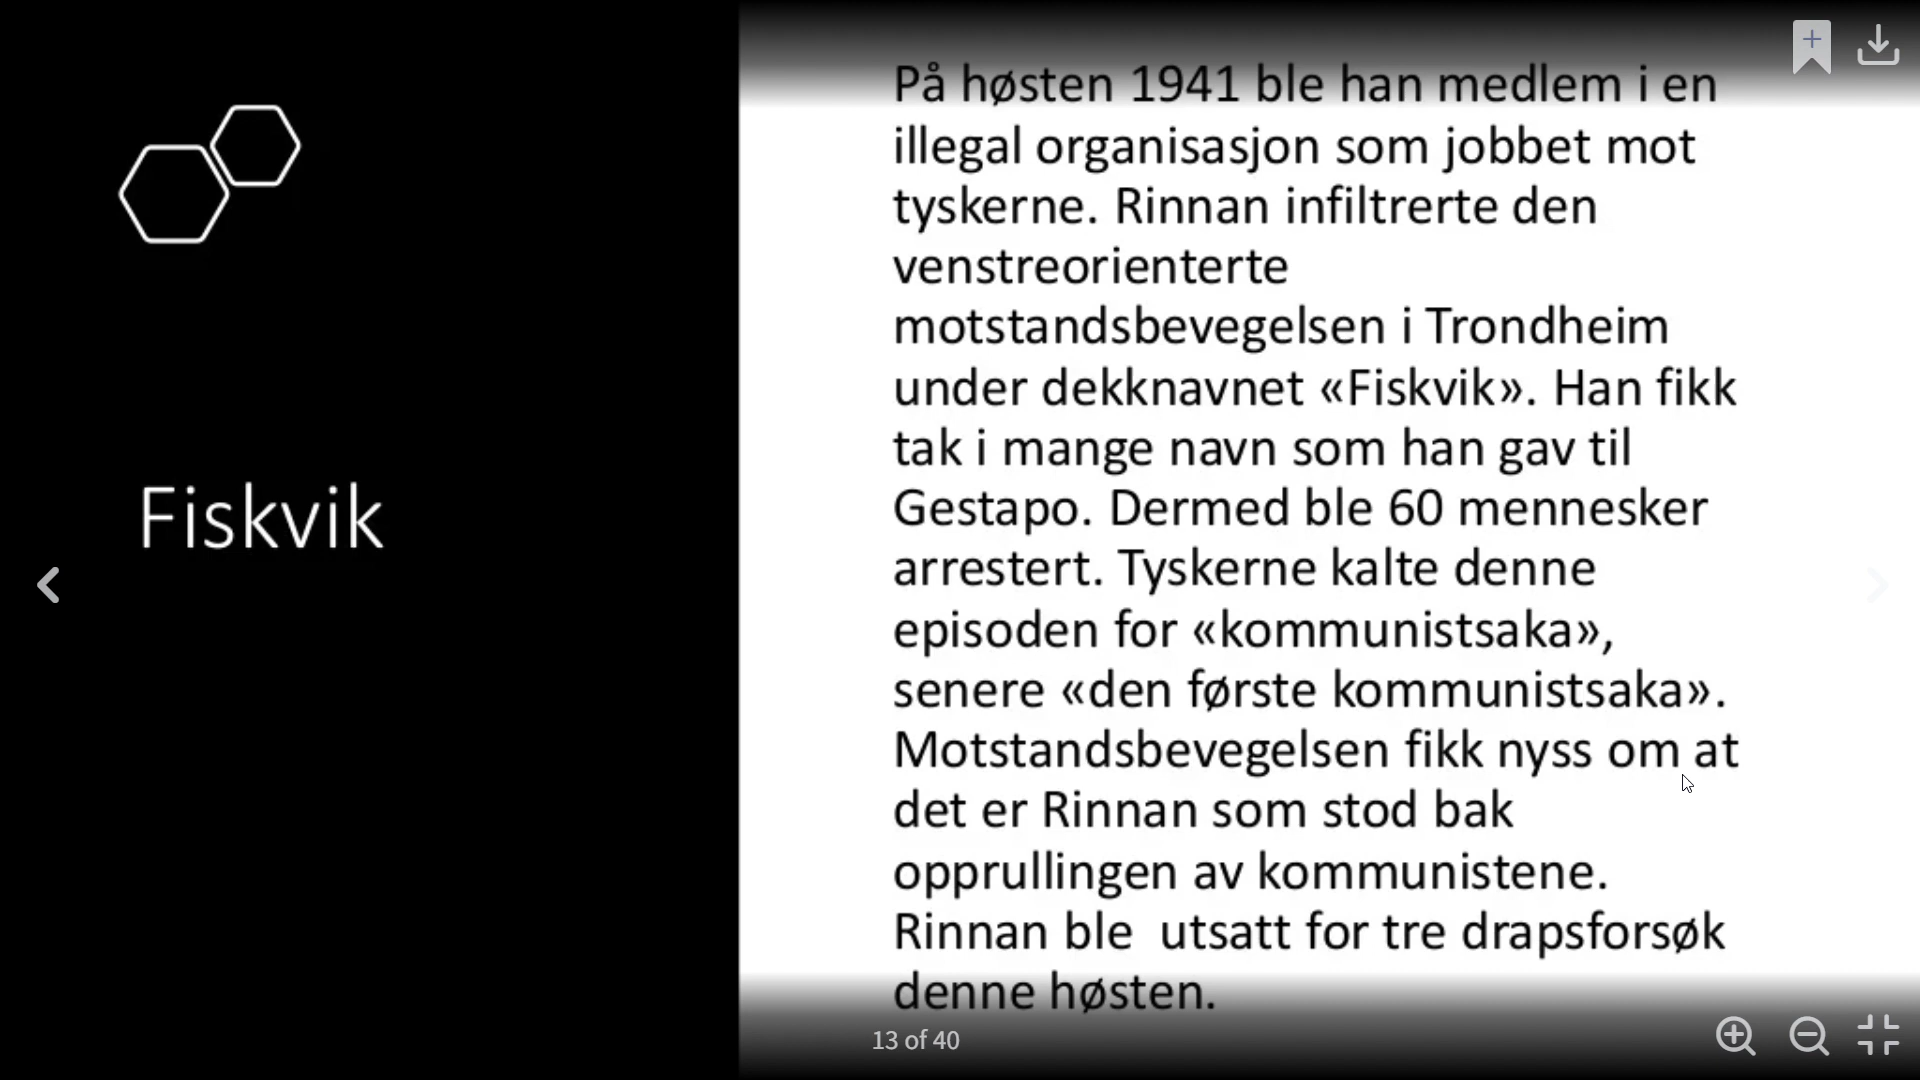 Fiskvik
På høsten 1941 ble han medlem i en
illegal organisasjon som jobbet mot
tyskerne. Rinnan infiltrerte den
venstreorienterte
motstandsbevegelsen i Trondheim
under dekknavnet «Fiskvik». Han fikk
tak i mange navn som han gav til
Gestapo. Dermed ble 60 mennesker
arrestert. Tyskerne kalte denne
episoden for «kommunistsaka»,
senere «den første kommunistsaka».
Motstandsbevegelsen fikk nyss om at
det er Rinnan som stod bak
opprullingen av kommunistene.
Rinnan ble  utsatt for tre drapsforsøk
denne høsten.
13 of 40